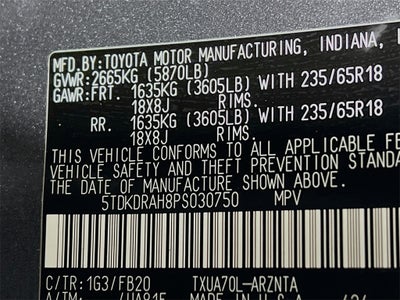 MFD.BY:TOYOTA MOTOR MANUFACTURING, INDIANA, I
GVWR:2665KG (5870LB)
GAWR:FRT. 1635KG (3605LB) WITH 235/65R18
18X8J RIMS.
RR. 1635KG (3605LB) WITH 235/65R18
18X8J RIMS.
THIS VEHICLE CONFORMS TO ALL APPLICABLE FE
VEHICLE SAFETY AND THEFT PREVENTION STANDA
THE DATE OF MANUFACTURE SHOWN ABOVE.
5TDKDRAH8PS030750 MPV
C/TR: 1G3/FB20 TXUA70L-ARZNTA
A/TM: